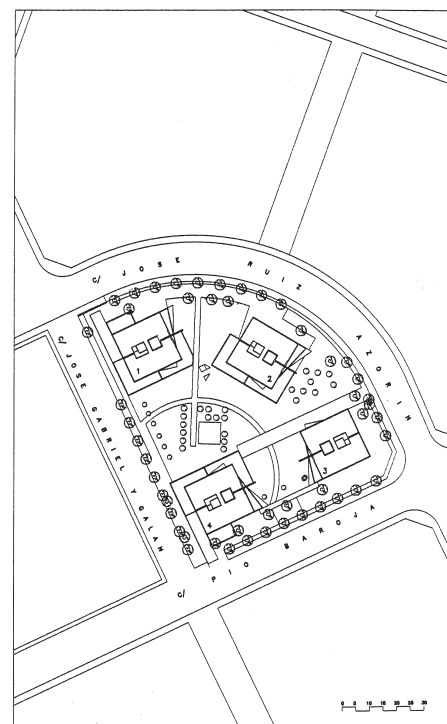 C/ JOSE RUIZ AZORIN
C/ JOSE GABRIEL Y GALAN
1
2
3
4
C/ PIO BAROJA
0 5 10 15 20 25 30